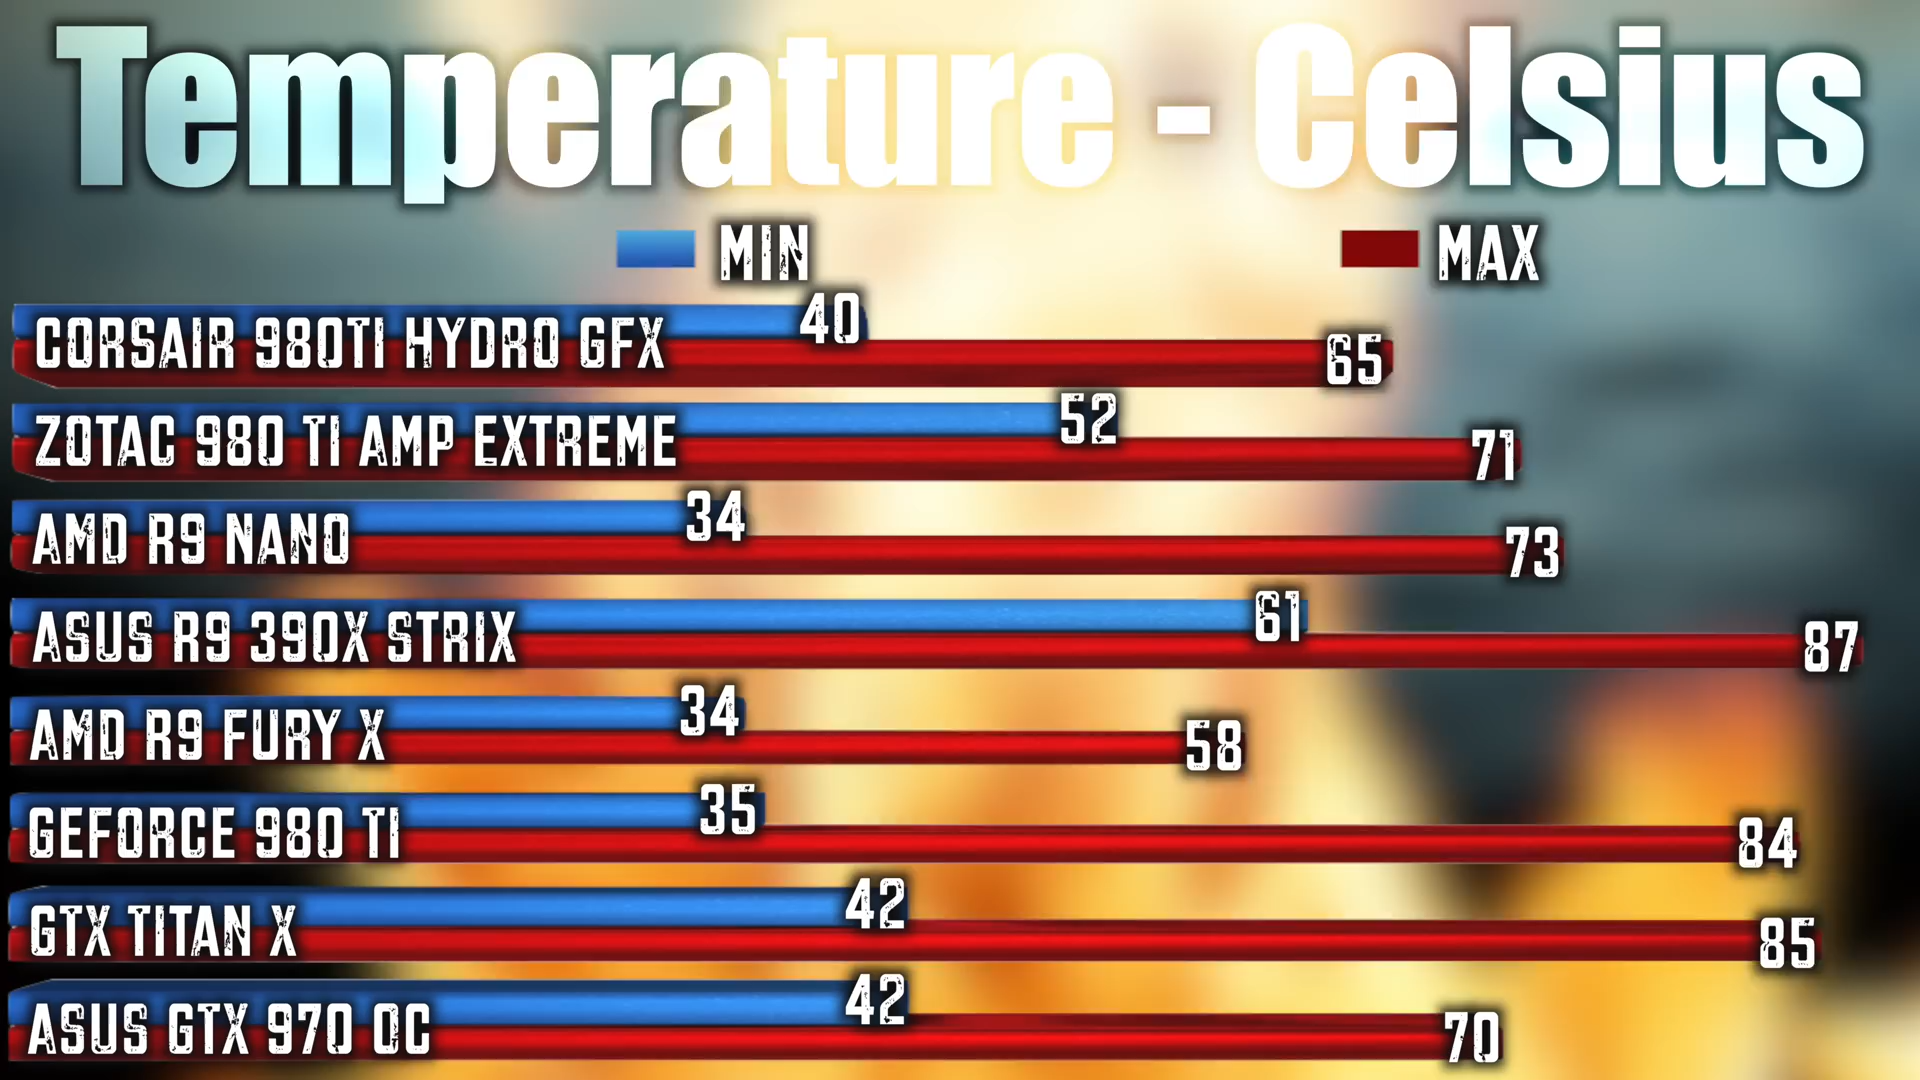 Temperature - Celsius
MIN MAX
CORSAIR 980TI HYDRO GFX 40 65
ZOTAC 980 TI AMP EXTREME 52 71
AMD R9 NANO 34 73
ASUS R9 390X STRIX 61 87
AMD R9 FURY X 34 58
GEFORCE 980 TI 35 84
GTX TITAN X 42 85
ASUS GTX 970 OC 42 70